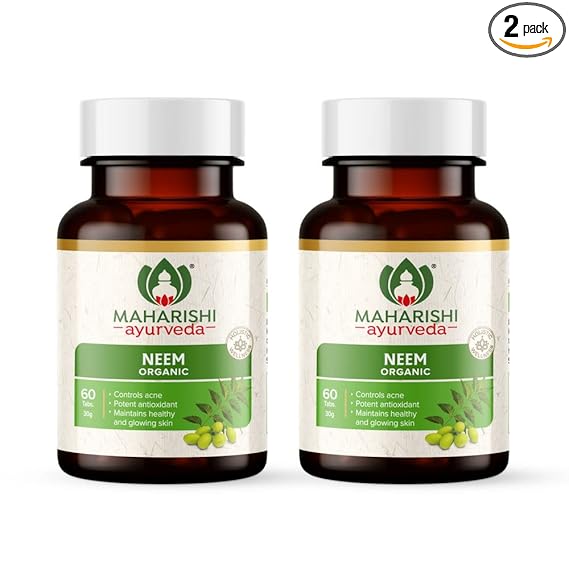 2 pack
MAHARISHI
ayurveda
NEEM
ORGANIC
60
Tabs.
30g
• Controls acne
• Potent antioxidant
• Maintains healthy
and glowing skin
MAHARISHI
ayurveda
NEEM
ORGANIC
60
Tabs.
30g
• Controls acne
• Potent antioxidant
• Maintains healthy
and glowing skin